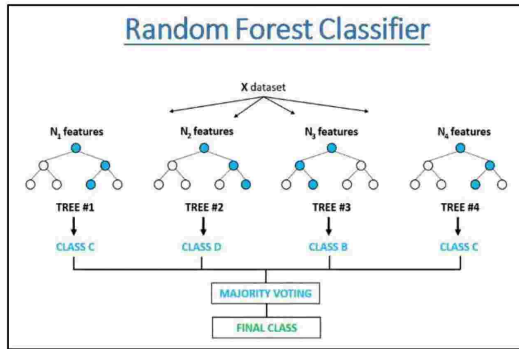 Random Forest Classifier
X dataset
N₁ features N₂ features N₃ features N₄ features
TREE #1 TREE #2 TREE #3 TREE #4
CLASS C CLASS D CLASS B CLASS C
MAJORITY VOTING
FINAL CLASS